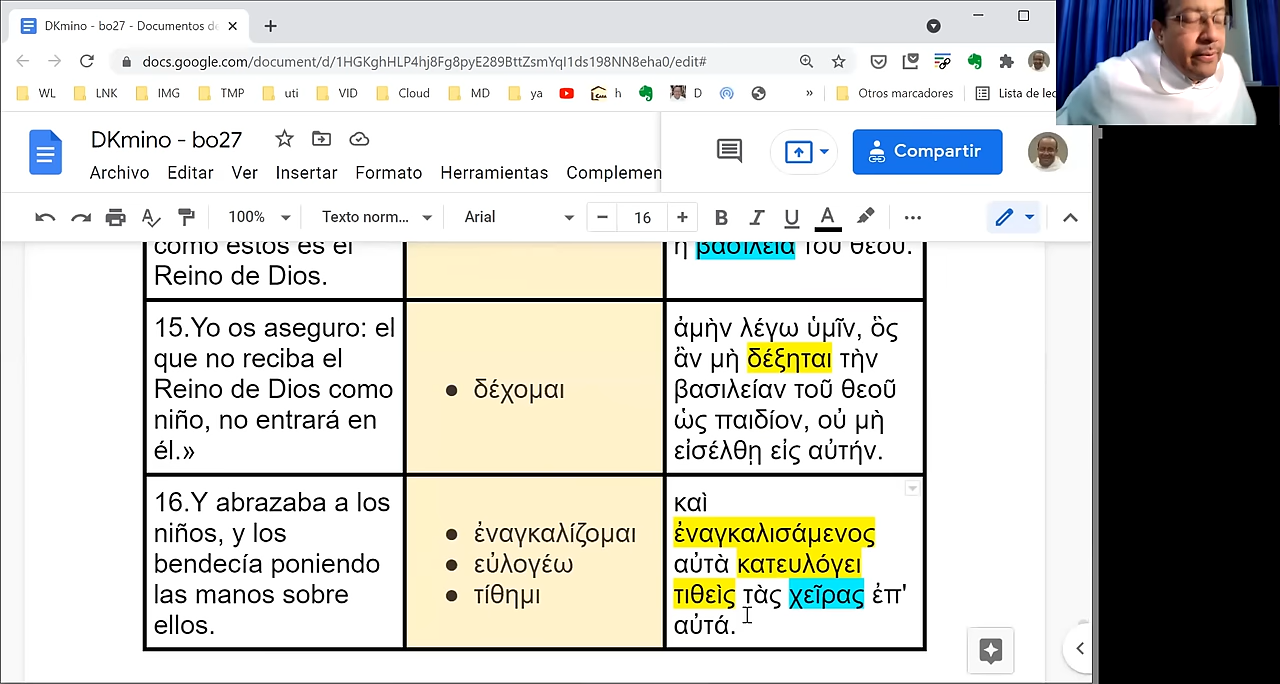 DKmino - bo27 - Documentos de
docs.google.com/document/d/1HGKghHLP4hj8Fg8pyE289BttZsmYqI1ds198NN8eha0/edit#
WL LNK IMG TMP uti VID Cloud MD ya h D » Otros marcadores Lista de lec
DKmino - bo27
Compartir
Archivo Editar Ver Insertar Formato Herramientas Complemen
100% Texto norm... Arial 16 B I U A
como estos es el
Reino de Dios.
ἡ βασιλεία τοῦ θεοῦ.
15.Yo os aseguro: el
que no reciba el
Reino de Dios como
niño, no entrará en
él.»
δέχομαι
ἀμὴν λέγω ὑμῖν, ὃς
ἂν μὴ δέξηται τὴν
βασιλείαν τοῦ θεοῦ
ὡς παιδίον, οὐ μὴ
εἰσέλθῃ εἰς αὐτήν.
16.Y abrazaba a los
niños, y los
bendecía poniendo
las manos sobre
ellos.
ἐναγκαλίζομαι
εὐλογέω
τίθημι
καὶ
ἐναγκαλισάμενος
αὐτὰ κατευλόγει
τιθεὶς τὰς χεῖρας ἐπ'
αὐτά.